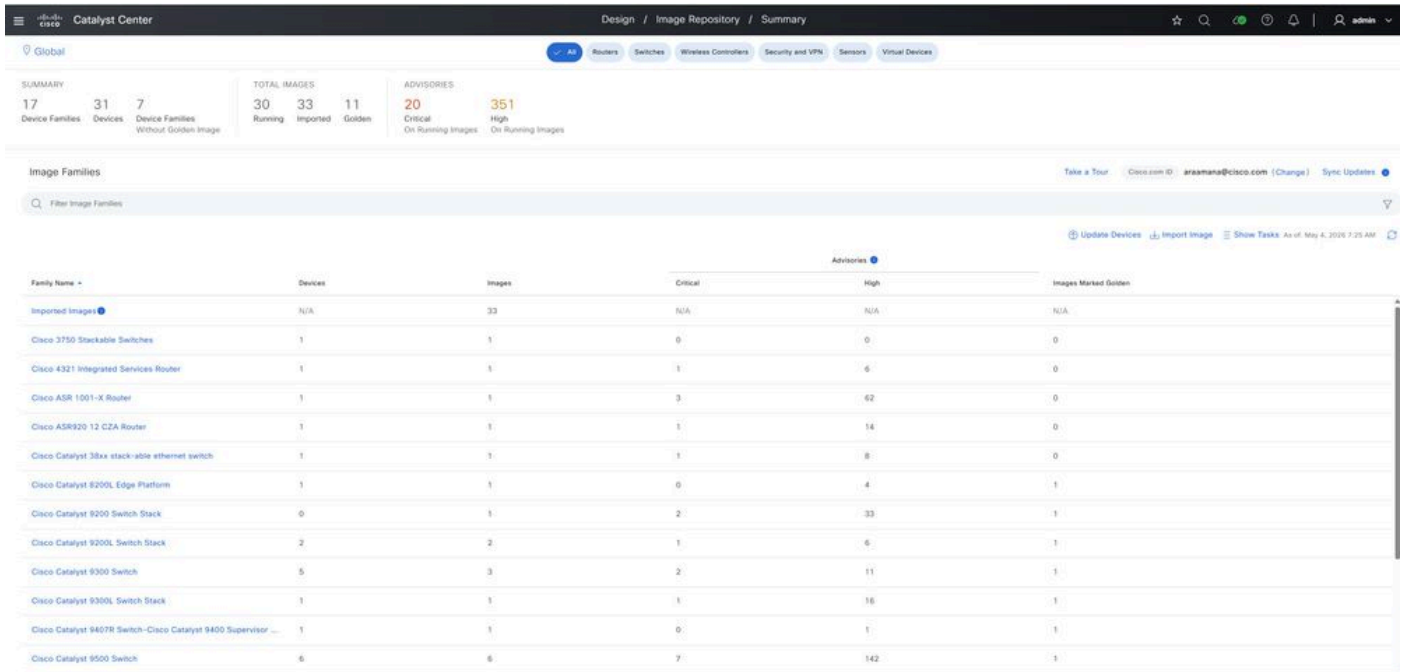 cisco Catalyst Center Design / Image Repository / Summary admin
Global All Routers Switches Wireless Controllers Security and VPN Sensors Virtual Devices
SUMMARY TOTAL IMAGES ADVISORIES
17 31 7 30 33 11 20 351
Device Families Devices Device Families Running Imported Golden Critical High
Without Golden Image On Running Images On Running Images
Image Families Take a Tour Cisco.com ID araamana@cisco.com (Change) Sync Updates
Filter Image Families
Update Devices Import Image Show Tasks As of: May 4, 2026 7:25 AM
Advisories
Family Name Devices Images Critical High Images Marked Golden
Imported Images N/A 33 N/A N/A N/A
Cisco 3750 Stackable Switches 1 1 0 0 0
Cisco 4321 Integrated Services Router 1 1 1 6 0
Cisco ASR 1001-X Router 1 1 3 62 0
Cisco ASR920 12 CZA Router 1 1 1 14 0
Cisco Catalyst 38xx stack-able ethernet switch 1 1 1 8 0
Cisco Catalyst 8200L Edge Platform 1 1 0 4 1
Cisco Catalyst 9200 Switch Stack 0 1 2 33 1
Cisco Catalyst 9200L Switch Stack 2 2 1 6 1
Cisco Catalyst 9300 Switch 5 3 2 11 1
Cisco Catalyst 9300L Switch Stack 1 1 1 16 1
Cisco Catalyst 9407R Switch-Cisco Catalyst 9400 Supervisor ... 1 1 0 1 1
Cisco Catalyst 9500 Switch 6 6 7 142 1